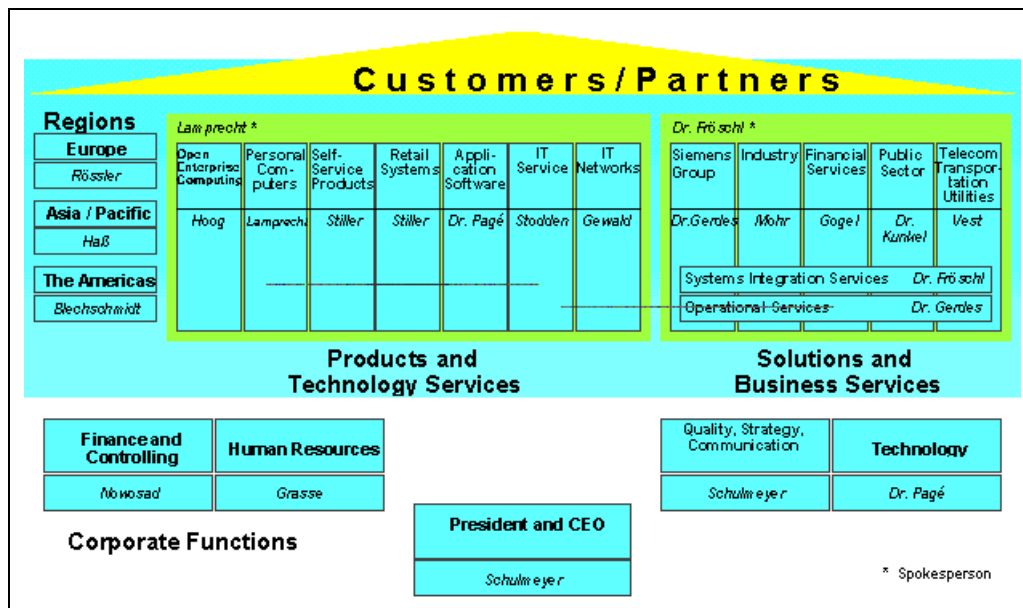 Customers/Partners
Regions
Europe
Rössler
Asia / Pacific
Haß
The Americas
Blechschmidt
Lamprecht *
Open
Enterprise
Computing
Hoog
Personal
Com-
puters
Lamprecht
Self-
Service
Products
Stiller
Retail
Systems
Stiller
Appli-
cation
Software
Dr. Pagé
IT
Service
Stodden
IT
Networks
Gewald
Products and
Technology Services
Dr. Fröschl *
Siemens
Group
Dr.Gerdes
Industry
Mohr
Financial
Services
Gogel
Public
Sector
Dr.
Kunkel
Telecom
Transpor-
tation
Utilities
Vest
Systems Integration Services Dr. Fröschl
Operational Services Dr. Gerdes
Solutions and
Business Services
Finance and
Controlling
Nowosad
Human Resources
Grasse
Quality, Strategy,
Communication
Schulmeyer
Technology
Dr. Pagé
Corporate Functions
President and CEO
Schulmeyer
* Spokesperson